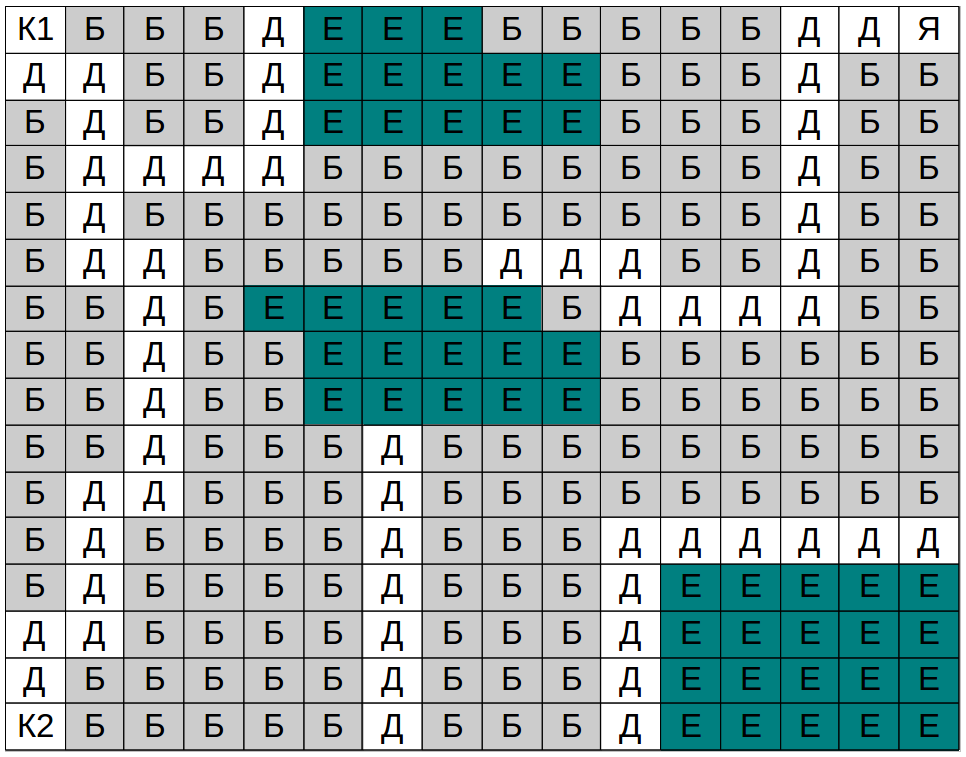 К1 Б Б Б Д Е Е Е Б Б Б Б Б Д Д Я
Д Д Б Б Д Е Е Е Е Е Б Б Б Д Б Б
Б Д Б Б Д Е Е Е Е Е Б Б Б Д Б Б
Б Д Д Д Д Б Б Б Б Б Б Б Б Д Б Б
Б Д Б Б Б Б Б Б Б Б Б Б Б Д Б Б
Б Д Д Б Б Б Б Б Д Д Д Б Б Д Б Б
Б Б Д Б Е Е Е Е Е Б Д Д Д Д Б Б
Б Б Д Б Б Е Е Е Е Е Б Б Б Б Б Б
Б Б Д Б Б Е Е Е Е Е Б Б Б Б Б Б
Б Б Д Б Б Б Д Б Б Б Б Б Б Б Б Б
Б Д Д Б Б Б Д Б Б Б Б Б Б Б Б Б
Б Д Б Б Б Б Д Б Б Б Д Д Д Д Д Д
Б Д Б Б Б Б Д Б Б Б Д Е Е Е Е Е
Д Д Б Б Б Б Д Б Б Б Д Е Е Е Е Е
Д Б Б Б Б Б Д Б Б Б Д Е Е Е Е Е
К2 Б Б Б Б Б Д Б Б Б Д Е Е Е Е Е